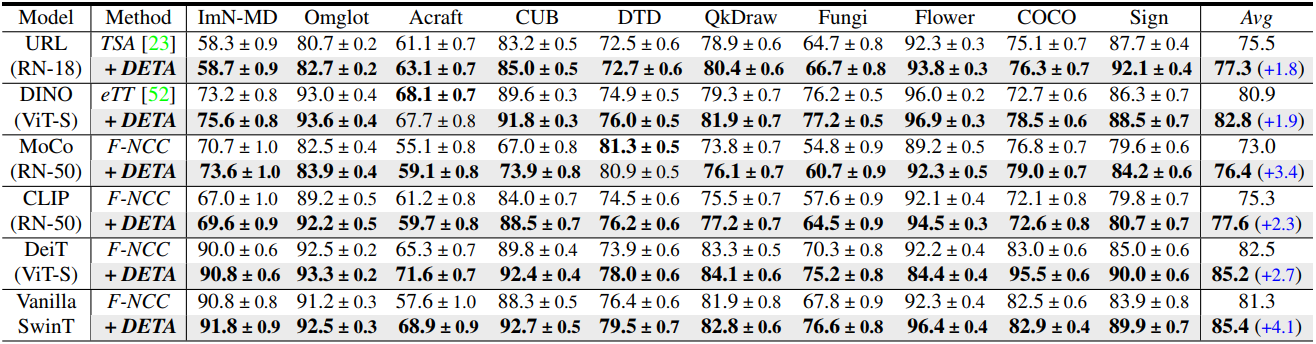 Model Method ImN-MD Omglot Acraft CUB DTD QkDraw Fungi Flower COCO Sign Avg
URL TSA [23] 58.3 ± 0.9 80.7 ± 0.2 61.1 ± 0.7 83.2 ± 0.5 72.5 ± 0.6 78.9 ± 0.6 64.7 ± 0.8 92.3 ± 0.3 75.1 ± 0.7 87.7 ± 0.4 75.5
(RN-18) + DETA 58.7 ± 0.9 82.7 ± 0.2 63.1 ± 0.7 85.0 ± 0.5 72.7 ± 0.6 80.4 ± 0.6 66.7 ± 0.8 93.8 ± 0.3 76.3 ± 0.7 92.1 ± 0.4 77.3 (+1.8)
DINO eTT [52] 73.2 ± 0.8 93.0 ± 0.4 68.1 ± 0.7 89.6 ± 0.3 74.9 ± 0.5 79.3 ± 0.7 76.2 ± 0.5 96.0 ± 0.2 72.7 ± 0.6 86.3 ± 0.7 80.9
(ViT-S) + DETA 75.6 ± 0.8 93.6 ± 0.4 67.7 ± 0.8 91.8 ± 0.3 76.0 ± 0.5 81.9 ± 0.7 77.2 ± 0.5 96.9 ± 0.3 78.5 ± 0.6 88.5 ± 0.7 82.8 (+1.9)
MoCo F-NCC 70.7 ± 1.0 82.5 ± 0.4 55.1 ± 0.8 67.0 ± 0.8 81.3 ± 0.5 73.8 ± 0.7 54.8 ± 0.9 89.2 ± 0.5 76.8 ± 0.7 79.6 ± 0.6 73.0
(RN-50) + DETA 73.6 ± 1.0 83.9 ± 0.4 59.1 ± 0.8 73.9 ± 0.8 80.9 ± 0.5 76.1 ± 0.7 60.7 ± 0.9 92.3 ± 0.5 79.0 ± 0.7 84.2 ± 0.6 76.4 (+3.4)
CLIP F-NCC 67.0 ± 1.0 89.2 ± 0.5 61.2 ± 0.8 84.0 ± 0.7 74.5 ± 0.6 75.5 ± 0.7 57.6 ± 0.9 92.1 ± 0.4 72.1 ± 0.8 79.8 ± 0.7 75.3
(RN-50) + DETA 69.6 ± 0.9 92.2 ± 0.5 59.7 ± 0.8 88.5 ± 0.7 76.2 ± 0.6 77.2 ± 0.7 64.5 ± 0.9 94.5 ± 0.3 72.6 ± 0.8 80.7 ± 0.7 77.6 (+2.3)
DeiT F-NCC 90.0 ± 0.6 92.5 ± 0.2 65.3 ± 0.7 89.8 ± 0.4 73.9 ± 0.6 83.3 ± 0.5 70.3 ± 0.8 92.2 ± 0.4 83.0 ± 0.6 85.0 ± 0.6 82.5
(ViT-S) + DETA 90.8 ± 0.6 93.3 ± 0.2 71.6 ± 0.7 92.4 ± 0.4 78.0 ± 0.6 84.1 ± 0.6 75.2 ± 0.8 84.4 ± 0.4 95.5 ± 0.6 90.0 ± 0.6 85.2 (+2.7)
Vanilla F-NCC 90.8 ± 0.8 91.2 ± 0.3 57.6 ± 1.0 88.3 ± 0.5 76.4 ± 0.6 81.9 ± 0.8 67.8 ± 0.9 92.3 ± 0.4 82.5 ± 0.6 83.9 ± 0.8 81.3
SwinT + DETA 91.8 ± 0.9 92.5 ± 0.3 68.9 ± 0.9 92.7 ± 0.5 79.5 ± 0.7 82.8 ± 0.6 76.6 ± 0.8 96.4 ± 0.4 82.9 ± 0.4 89.9 ± 0.7 85.4 (+4.1)